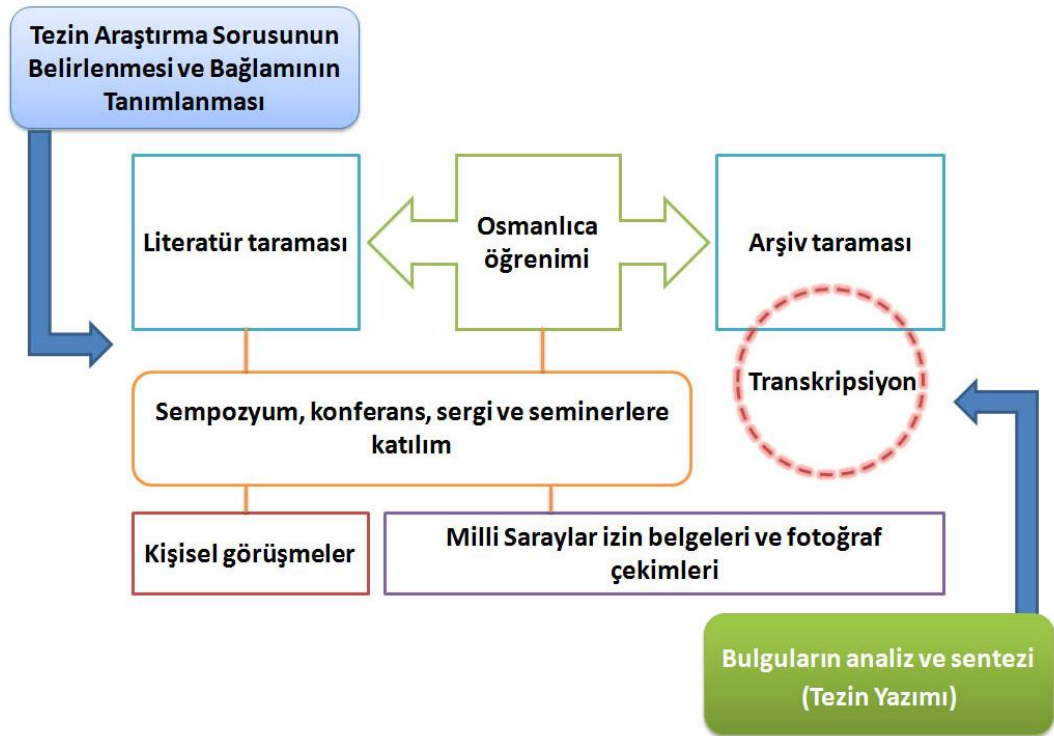 Tezin Araştırma Sorusunun
Belirlenmesi ve Bağlamının
Tanımlanması
Literatür taraması
Osmanlıca
öğrenimi
Arşiv taraması
Transkripsiyon
Sempozyum, konferans, sergi ve seminerlere
katılım
Kişisel görüşmeler
Milli Saraylar izin belgeleri ve fotoğraf
çekimleri
Bulguların analiz ve sentezi
(Tezin Yazımı)